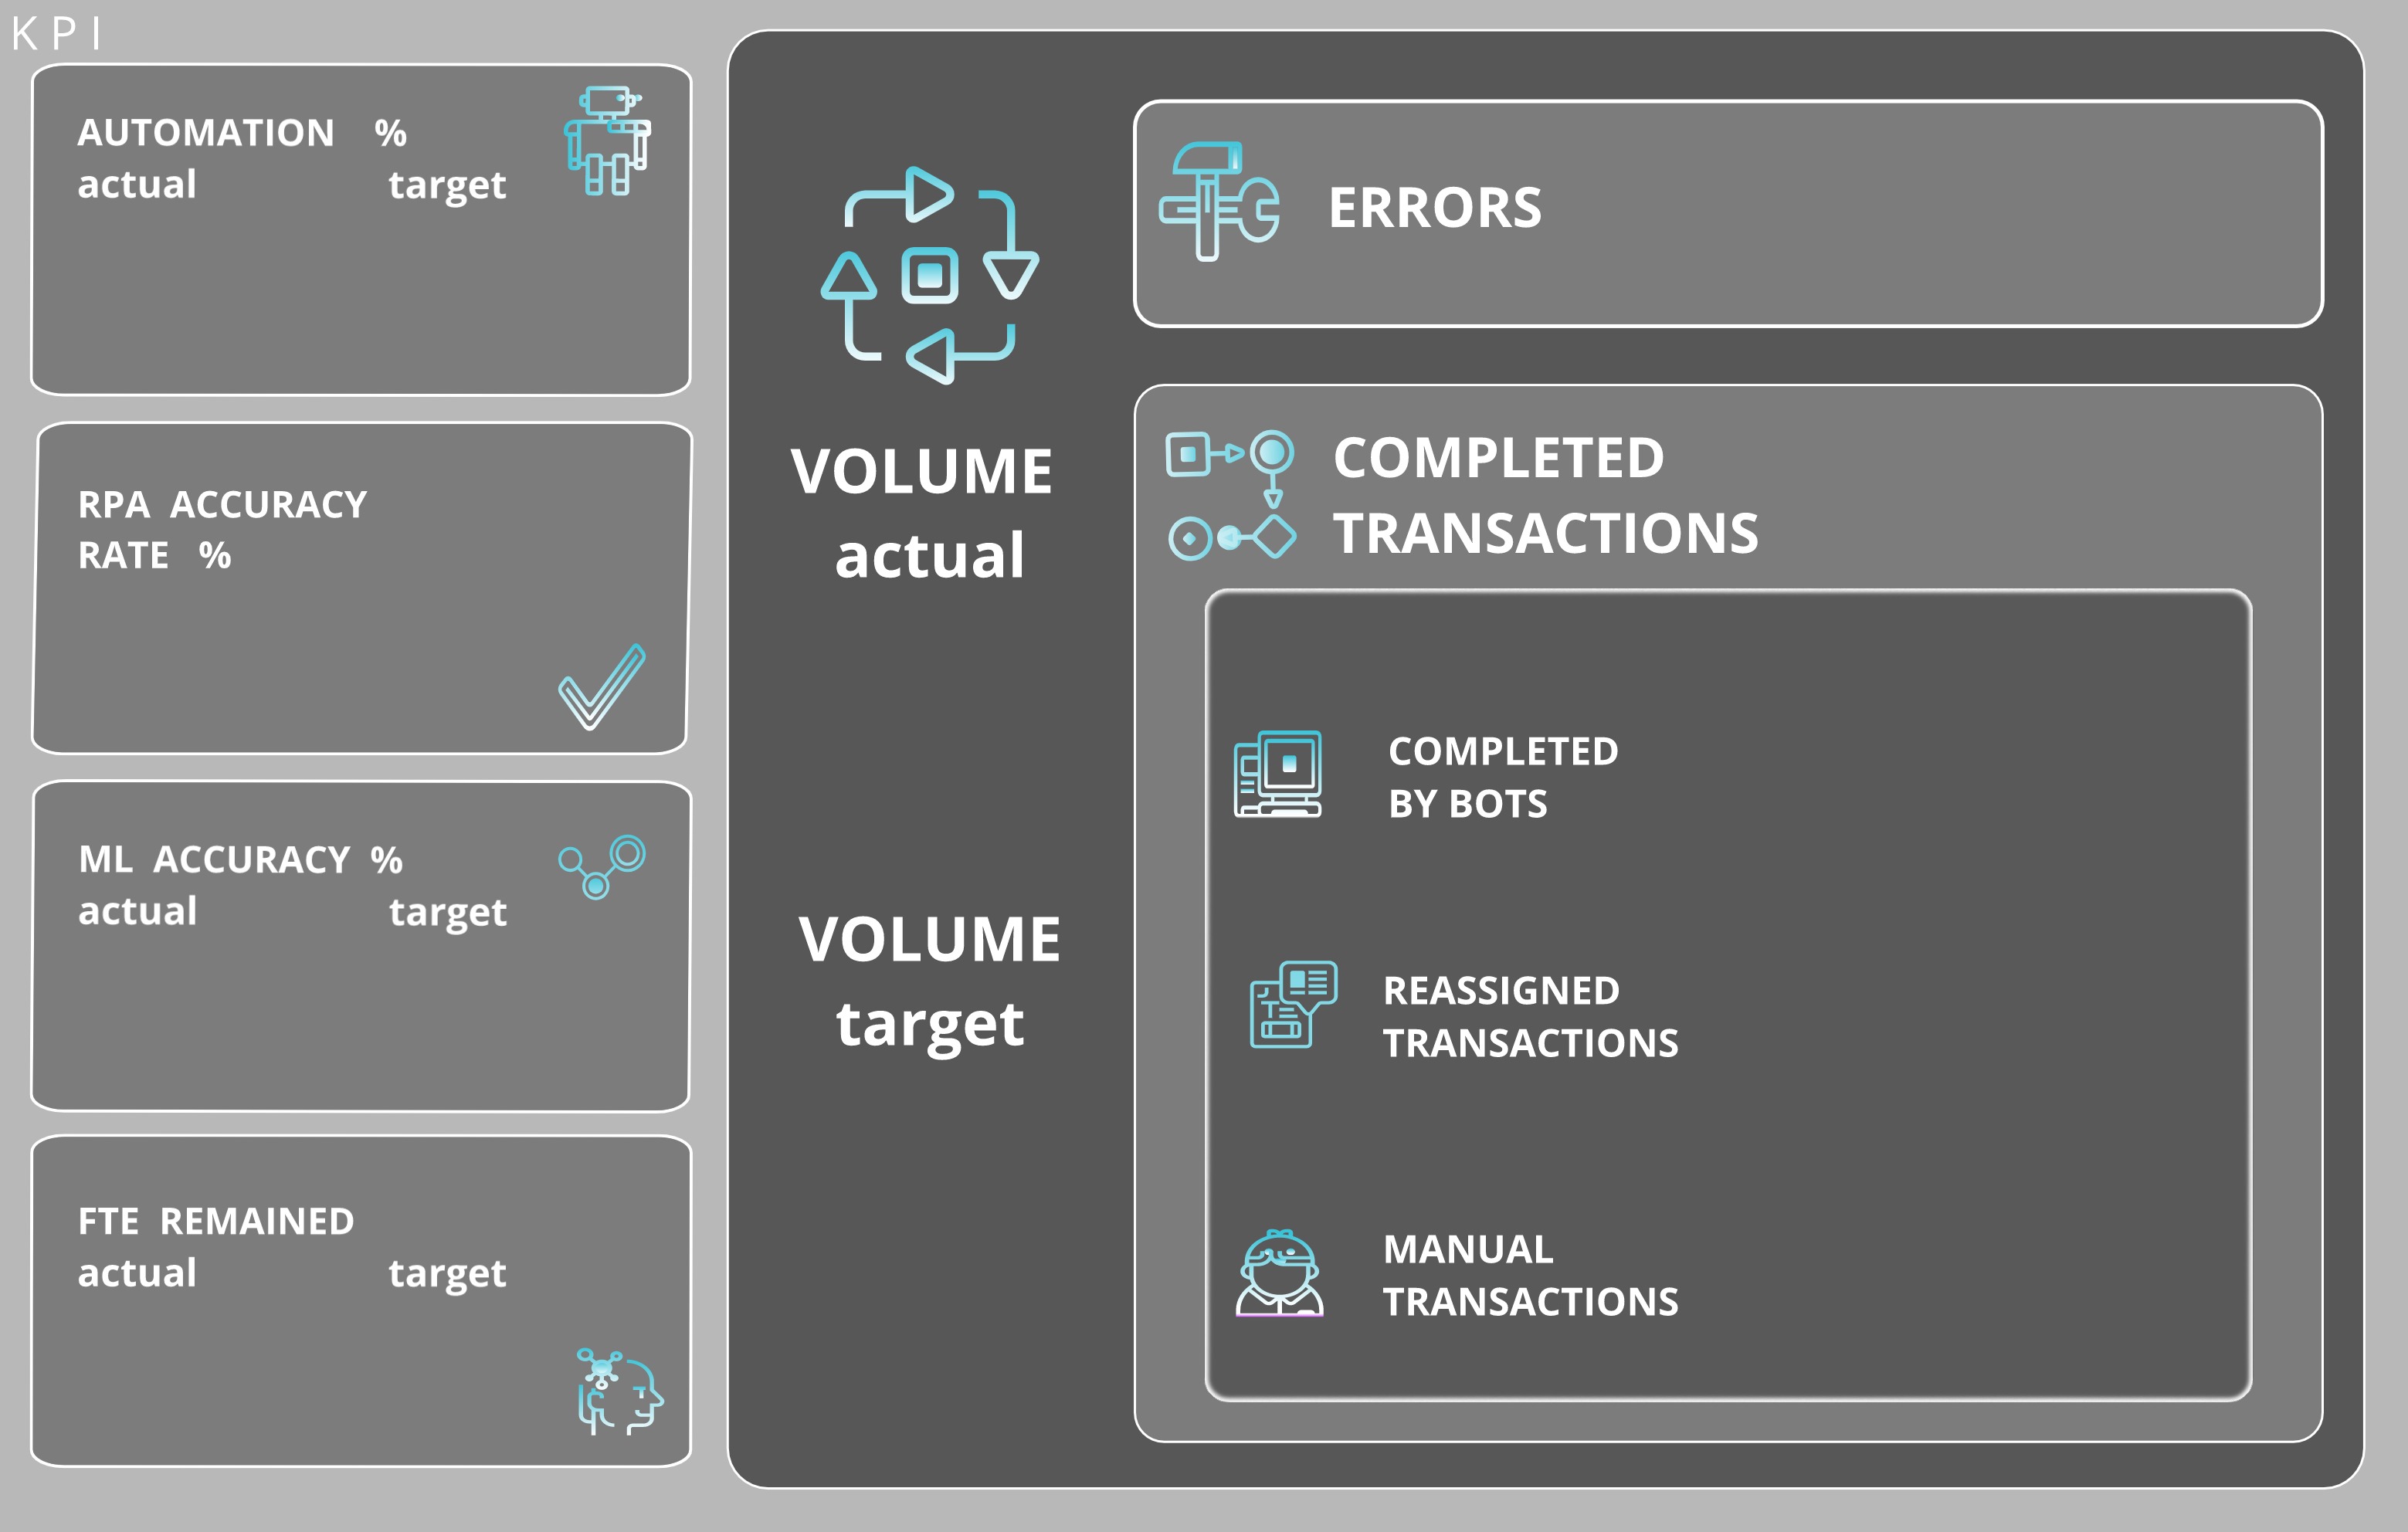 KPI
AUTOMATION %
actual target
RPA ACCURACY
RATE %
ML ACCURACY %
actual target
FTE REMAINED
actual target
VOLUME
actual
VOLUME
target
ERRORS
COMPLETED
TRANSACTIONS
COMPLETED
BY BOTS
REASSIGNED
TRANSACTIONS
MANUAL
TRANSACTIONS